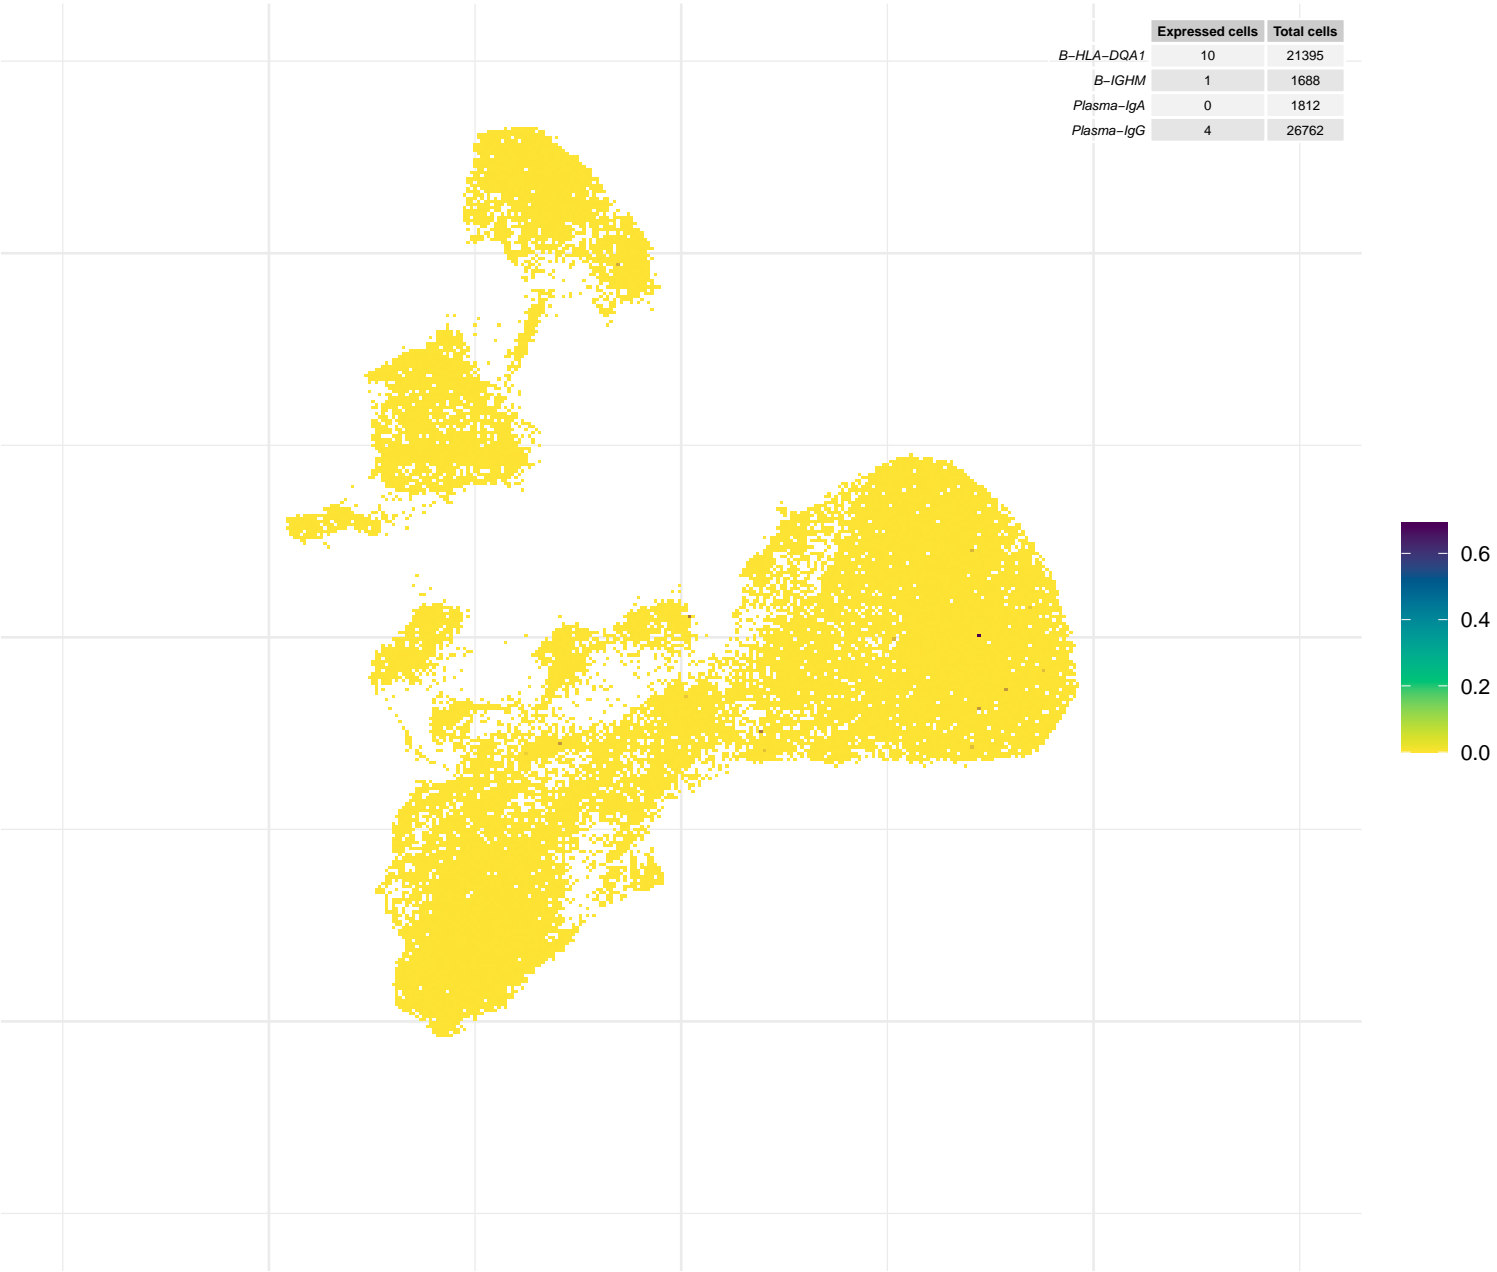 Expressed cells Total cells
B−HLA−DQA1 10 21395
B−IGHM 1 1688
Plasma−IgA 0 1812
Plasma−IgG 4 26762
0.6
0.4
0.2
0.0